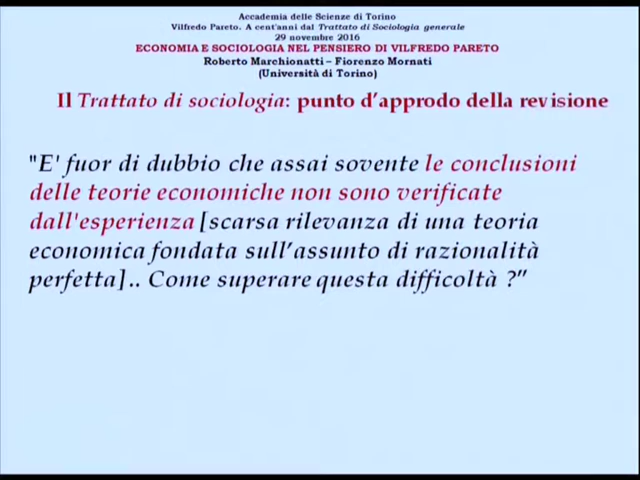 Accademia delle Scienze di Torino
Vilfredo Pareto. A cent'anni dal Trattato di Sociologia generale
29 novembre 2016
ECONOMIA E SOCIOLOGIA NEL PENSIERO DI VILFREDO PARETO
Roberto Marchionatti – Fiorenzo Mornati
(Università di Torino)
Il Trattato di sociologia: punto d’approdo della revisione
"E' fuor di dubbio che assai sovente le conclusioni
delle teorie economiche non sono verificate
dall'esperienza [scarsa rilevanza di una teoria
economica fondata sull’assunto di razionalità
perfetta].. Come superare questa difficoltà ?”